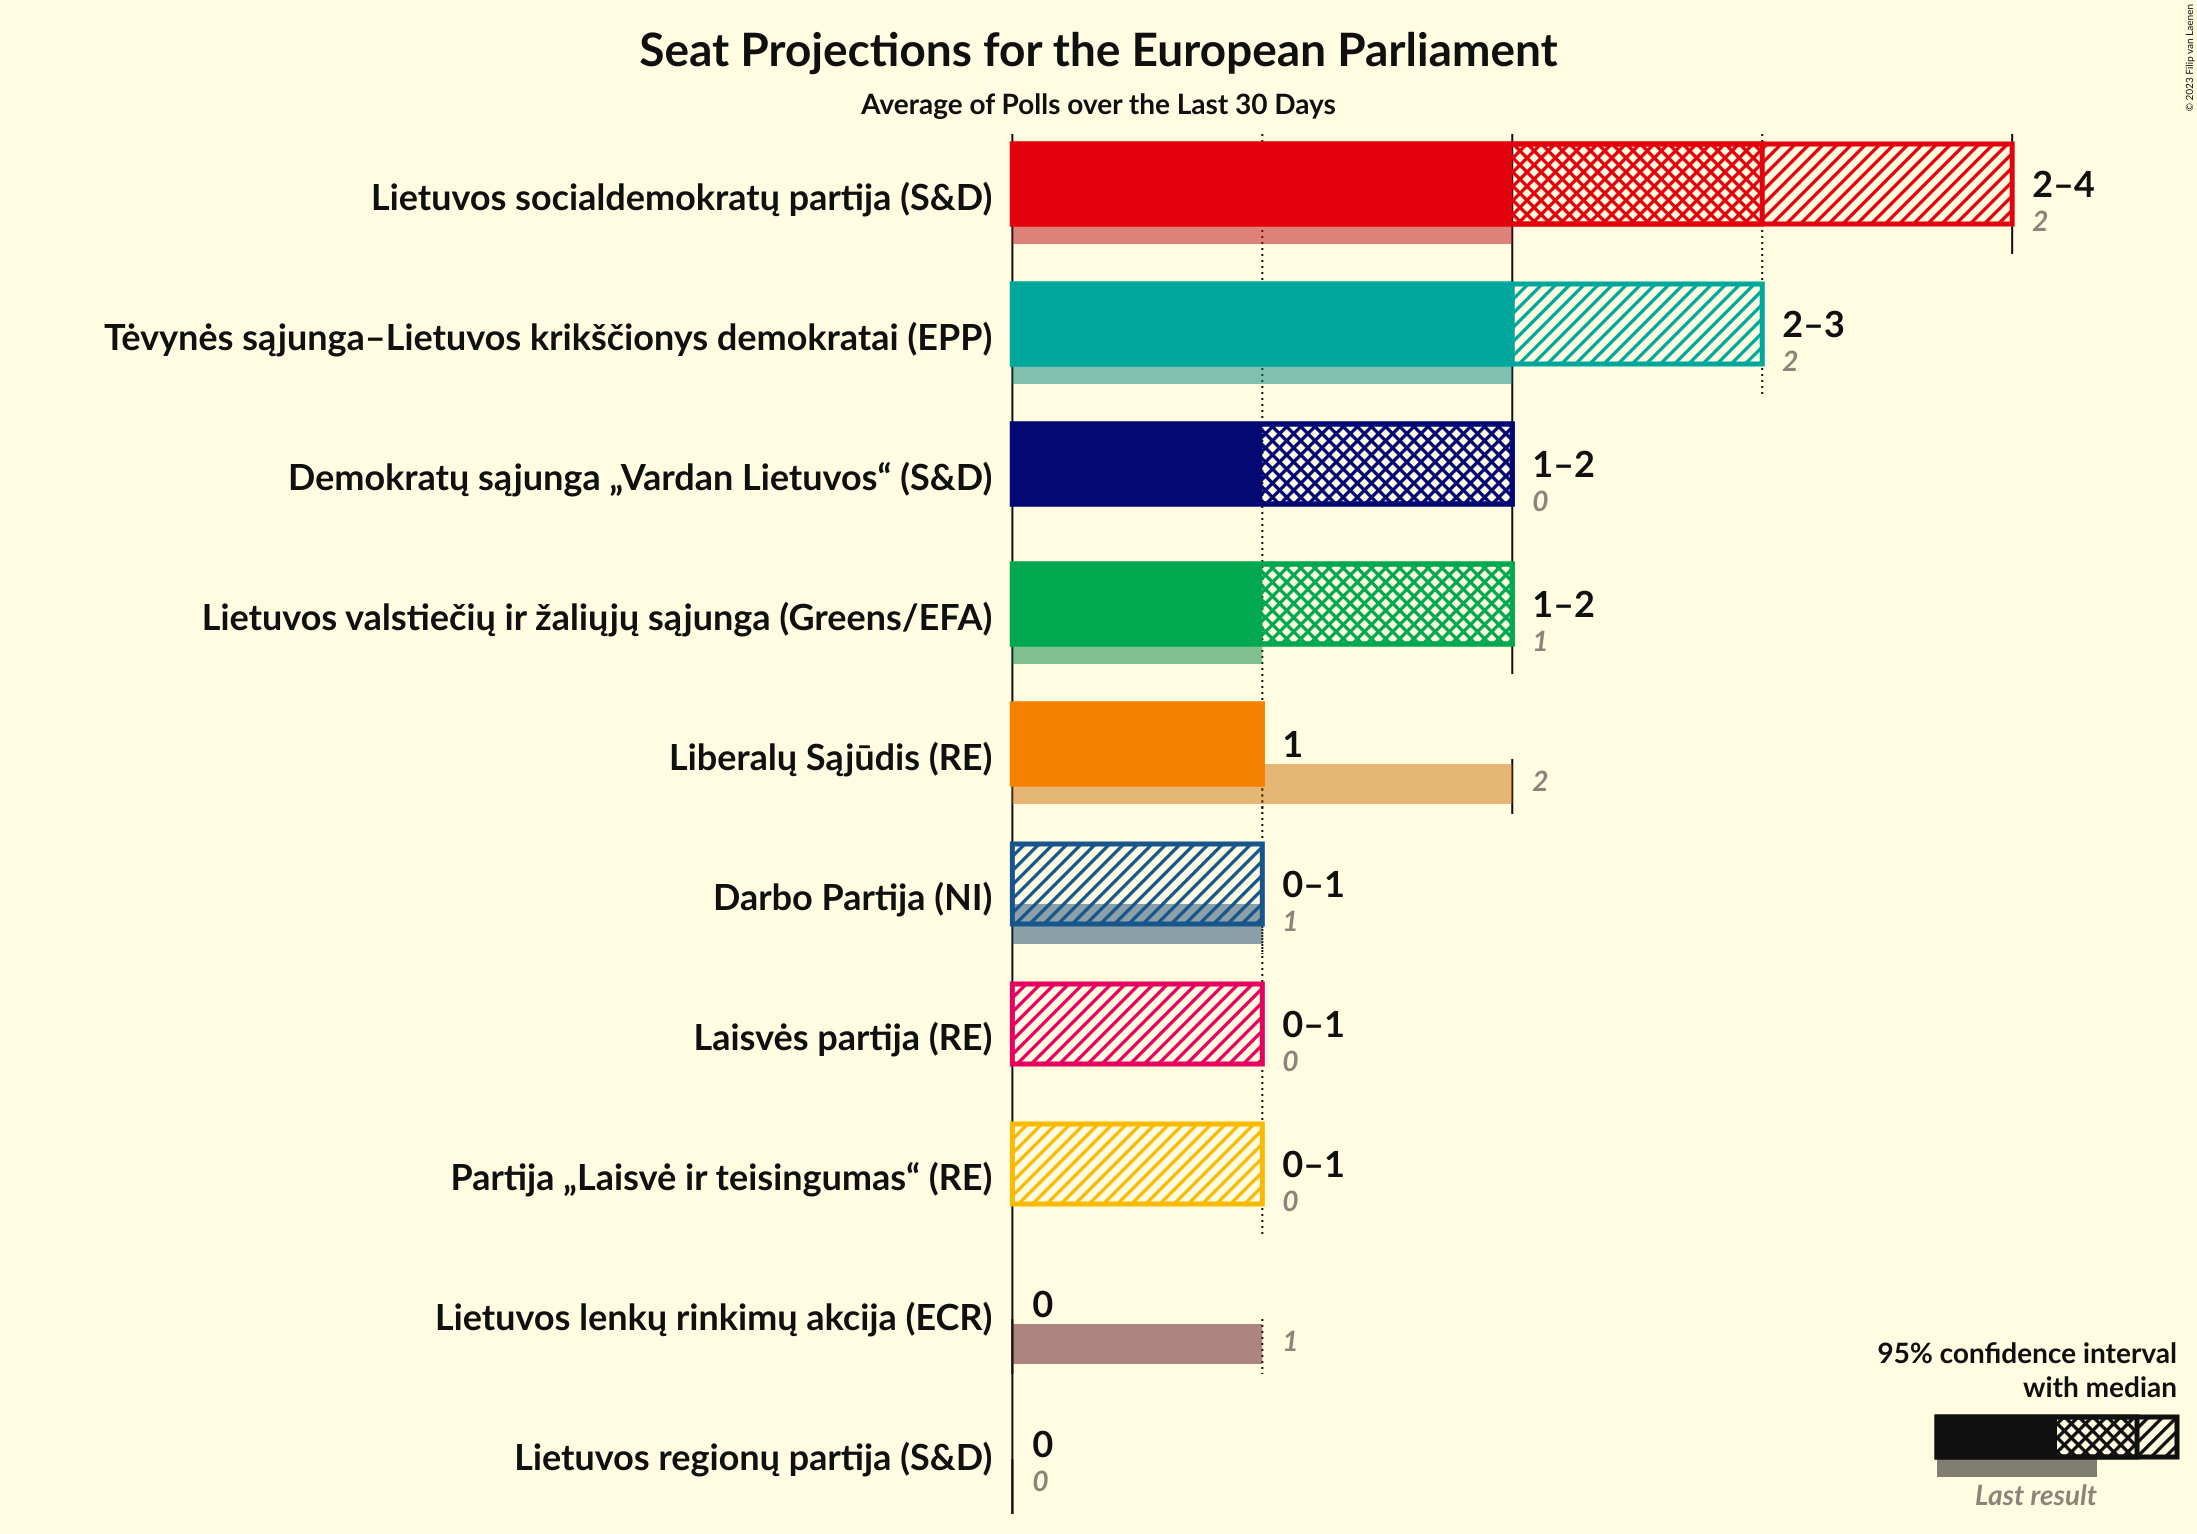 Seat Projections for the European Parliament
Average of Polls over the Last 30 Days
© 2023 Filip van Laenen
Lietuvos socialdemokratų partija (S&D)
2–4
2
Tėvynės sąjunga–Lietuvos krikščionys demokratai (EPP)
2–3
2
Demokratų sąjunga „Vardan Lietuvos“ (S&D)
1–2
0
Lietuvos valstiečių ir žaliųjų sąjunga (Greens/EFA)
1–2
1
Liberalų Sąjūdis (RE)
1
2
Darbo Partija (NI)
0–1
1
Laisvės partija (RE)
0–1
0
Partija „Laisvė ir teisingumas“ (RE)
0–1
0
Lietuvos lenkų rinkimų akcija (ECR)
0
1
Lietuvos regionų partija (S&D)
0
0
95% confidence interval
with median
Last result